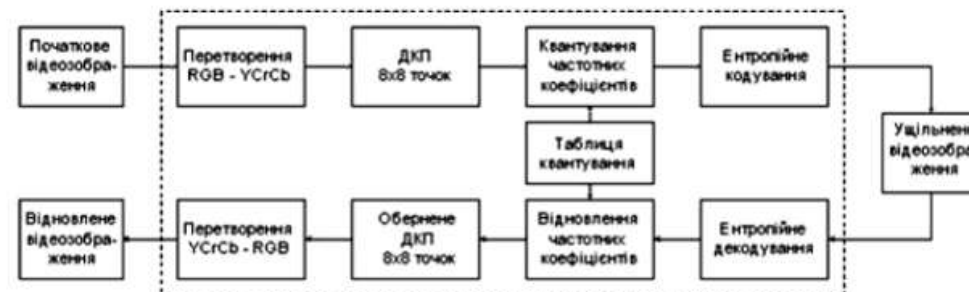 Початкове
відеозобра-
ження
Перетворення
RGB - YCrCb
ДКП
8x8 точок
Квантування
частотних
коефіцієнтів
Ентропійне
кодування
Таблиця
квантування
Ущільнене
відеозобра-
ження
Відновлене
відеозобра-
ження
Перетворення
YCrCb - RGB
Обернене
ДКП
8x8 точок
Відновлення
частотних
коефіцієнтів
Ентропійне
декодування